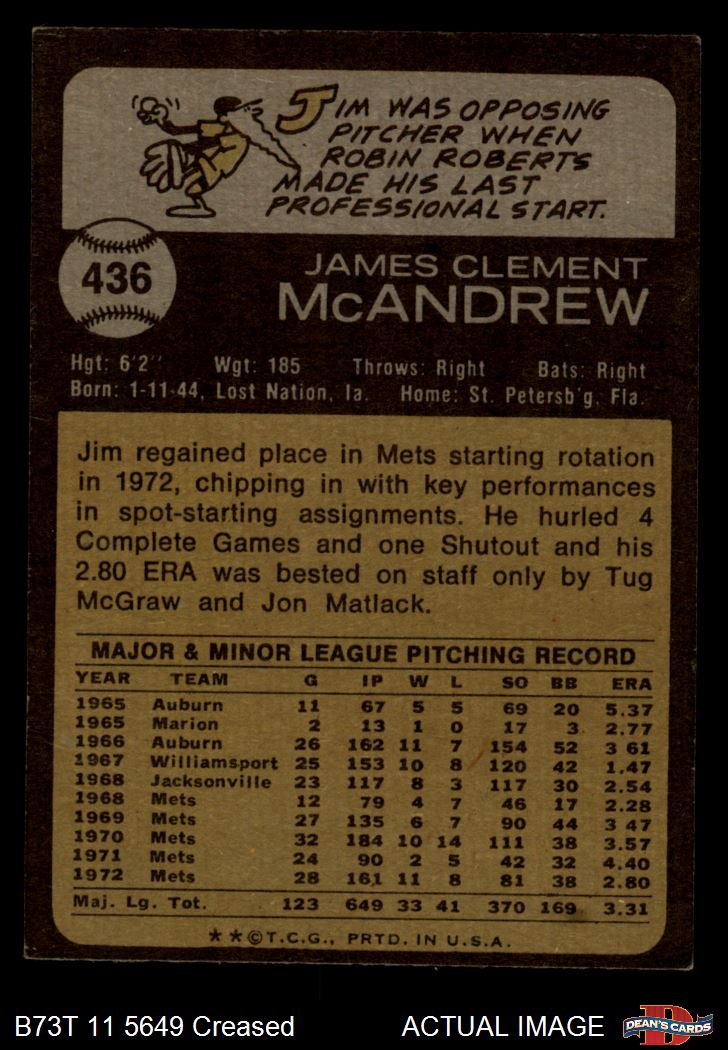 JIM WAS OPPOSING
PITCHER WHEN
ROBIN ROBERTS
MADE HIS LAST
PROFESSIONAL START.
436
JAMES CLEMENT
McANDREW
Hgt: 6'2'' Wgt: 185 Throws: Right Bats: Right
Born: 1-11-44, Lost Nation, Ia. Home: St. Petersb'g, Fla.
Jim regained place in Mets starting rotation
in 1972, chipping in with key performances
in spot-starting assignments. He hurled 4
Complete Games and one Shutout and his
2.80 ERA was bested on staff only by Tug
McGraw and Jon Matlack.
MAJOR & MINOR LEAGUE PITCHING RECORD
YEAR TEAM G IP W L SO BB ERA
1965 Auburn 11 67 5 5 69 20 5.37
1965 Marion 2 13 1 0 17 3 2.77
1966 Auburn 26 162 11 7 154 52 3 61
1967 Williamsport 25 153 10 8 120 42 1.47
1968 Jacksonville 23 117 8 3 117 30 2.54
1968 Mets 12 79 4 7 46 17 2.28
1969 Mets 27 135 6 7 90 44 3 47
1970 Mets 32 184 10 14 111 38 3.57
1971 Mets 24 90 2 5 42 32 4.40
1972 Mets 28 161 11 8 81 38 2.80
Maj. Lg. Tot. 123 649 33 41 370 169 3.31
★★©T.C.G., PRTD. IN U.S.A.
B73T 11 5649 Creased ACTUAL IMAGE
D
DEAN'S CARDS